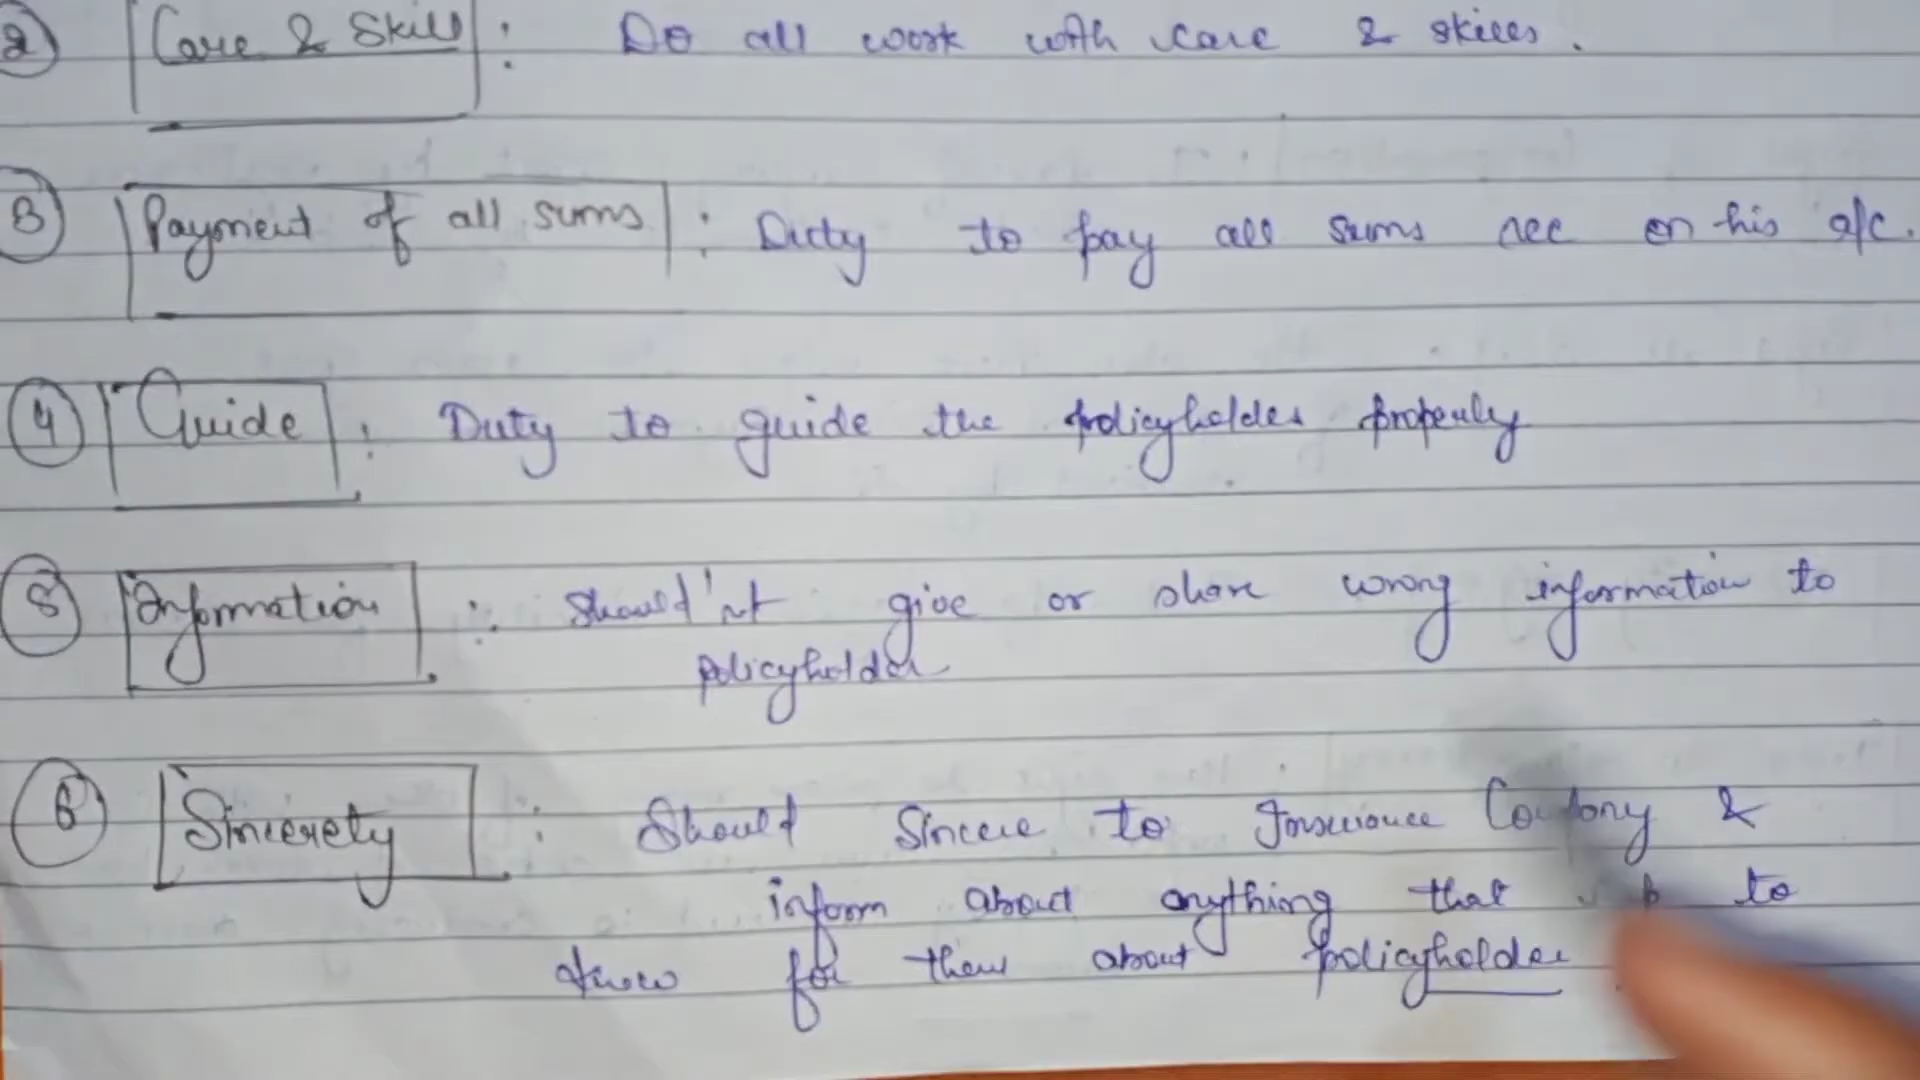 2) Care & Skill : Do all work with care & skills.
3 Payment of all sums : Duty to pay all sums rec on his a/c.
4 Guide : Duty to guide the policyholder properly
5 Information : Should'nt give or share wrong information to
policyholder
6 Sincerety : Should Sincere to Insurance Company &
inform about anything that to
know for them about policyholder.